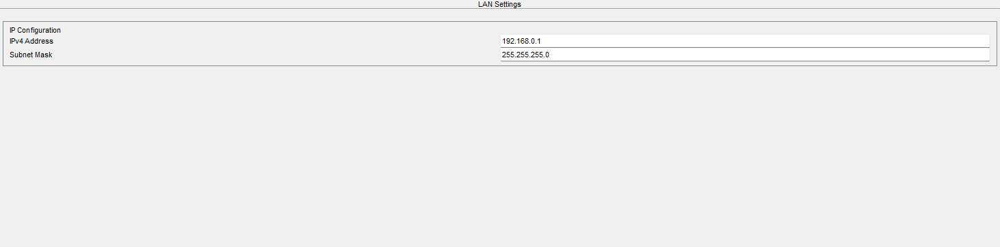 LAN Settings
IP Configuration
IPv4 Address 192.168.0.1
Subnet Mask 255.255.255.0